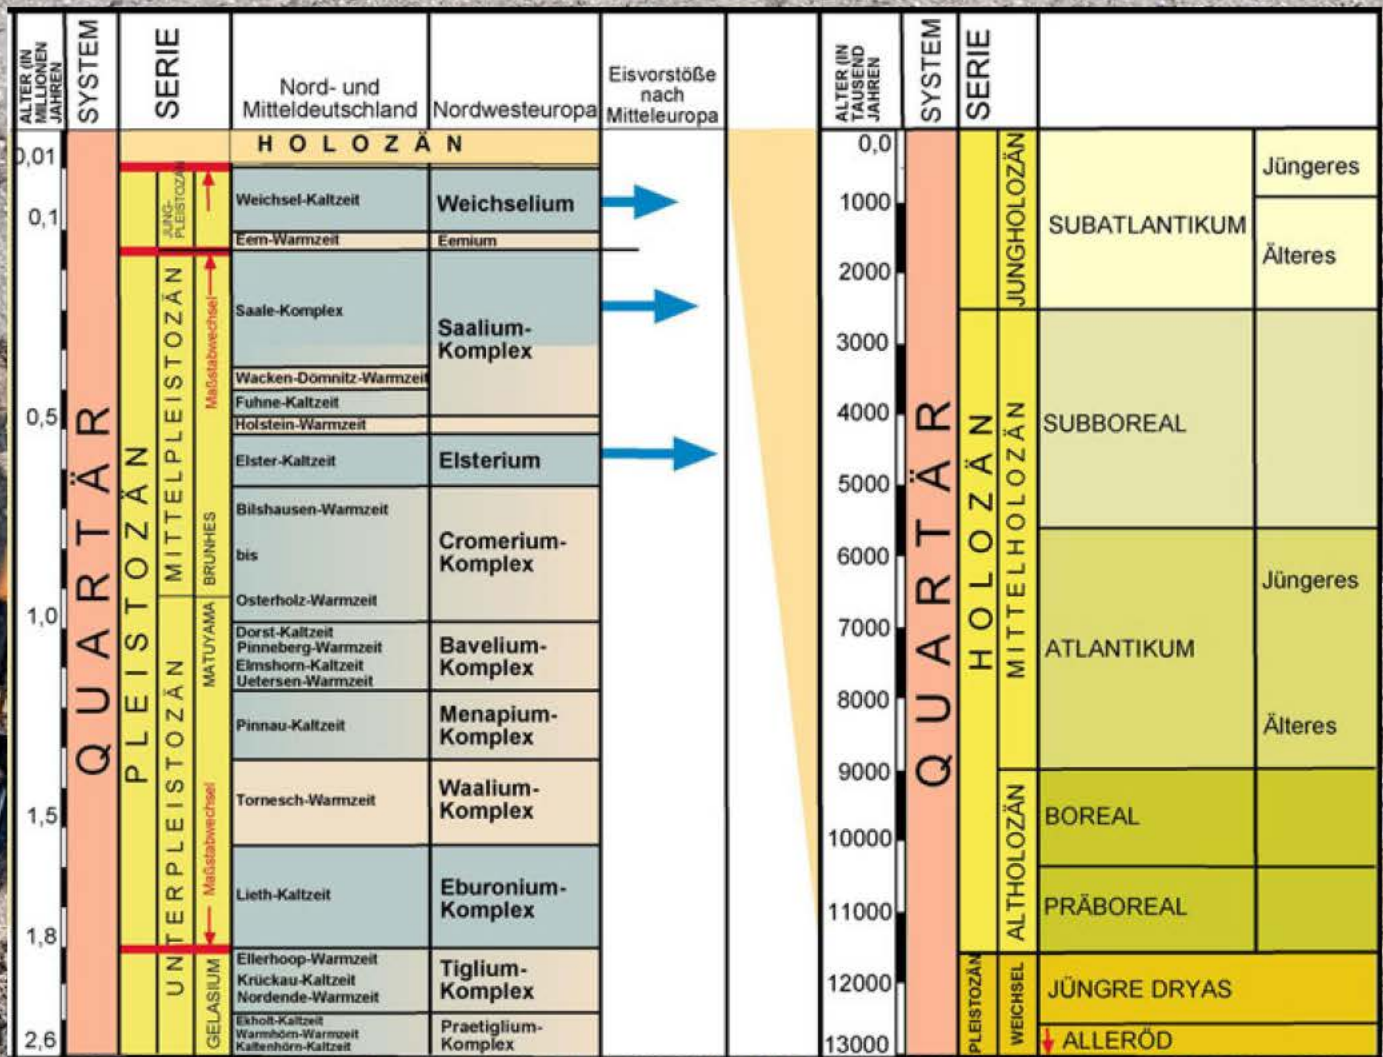 ALTER (IN
MILLIONEN
JAHREN
SYSTEM
SERIE
Nord- und
Mitteldeutschland
Nordwesteuropa
Eisvorstöße
nach
Mitteleuropa
HOLOZÄN
0,01
0,1
0,5
1,0
1,5
1,8
2,6
QUARTÄR
PLEISTOZÄN
JUNG-
PLEISTOZÄN
MITTELPLEISTOZÄN
UNTERPLEISTOZÄN
Maßstabwechsel
BRUNHES
MATUYAMA
Maßstabwechsel
GELASIUM
Weichsel-Kaltzeit
Weichselium
Eem-Warmzeit
Eemium
Saale-Komplex
Saalium-
Komplex
Wacken-Dömnitz-Warmzeit
Fuhne-Kaltzeit
Holstein-Warmzeit
Elster-Kaltzeit
Elsterium
Bilshausen-Warmzeit
bis
Osterholz-Warmzeit
Cromerium-
Komplex
Dorst-Kaltzeit
Pinneberg-Warmzeit
Elmshorn-Kaltzeit
Uetersen-Warmzeit
Bavelium-
Komplex
Pinnau-Kaltzeit
Menapium-
Komplex
Tornesch-Warmzeit
Waalium-
Komplex
Lieth-Kaltzeit
Eburonium-
Komplex
Ellerhoop-Warmzeit
Krückau-Kaltzeit
Nordende-Warmzeit
Tiglium-
Komplex
Ekholt-Kaltzeit
Warmhörn-Warmzeit
Kaltenhörn-Kaltzeit
Praetiglium-
Komplex
ALTER (IN
TAUSEND
JAHREN
SYSTEM
SERIE
0,0
1000
2000
3000
4000
5000
6000
7000
8000
9000
10000
11000
12000
13000
QUARTÄR
HOLOZÄN
PLEISTOZÄN
JUNGHOLOZÄN
MITTELHOLOZÄN
ALTHOLOZÄN
WEICHSEL
SUBATLANTIKUM
Jüngeres
Älteres
SUBBOREAL
ATLANTIKUM
Jüngeres
Älteres
BOREAL
PRÄBOREAL
JÜNGRE DRYAS
ALLERÖD